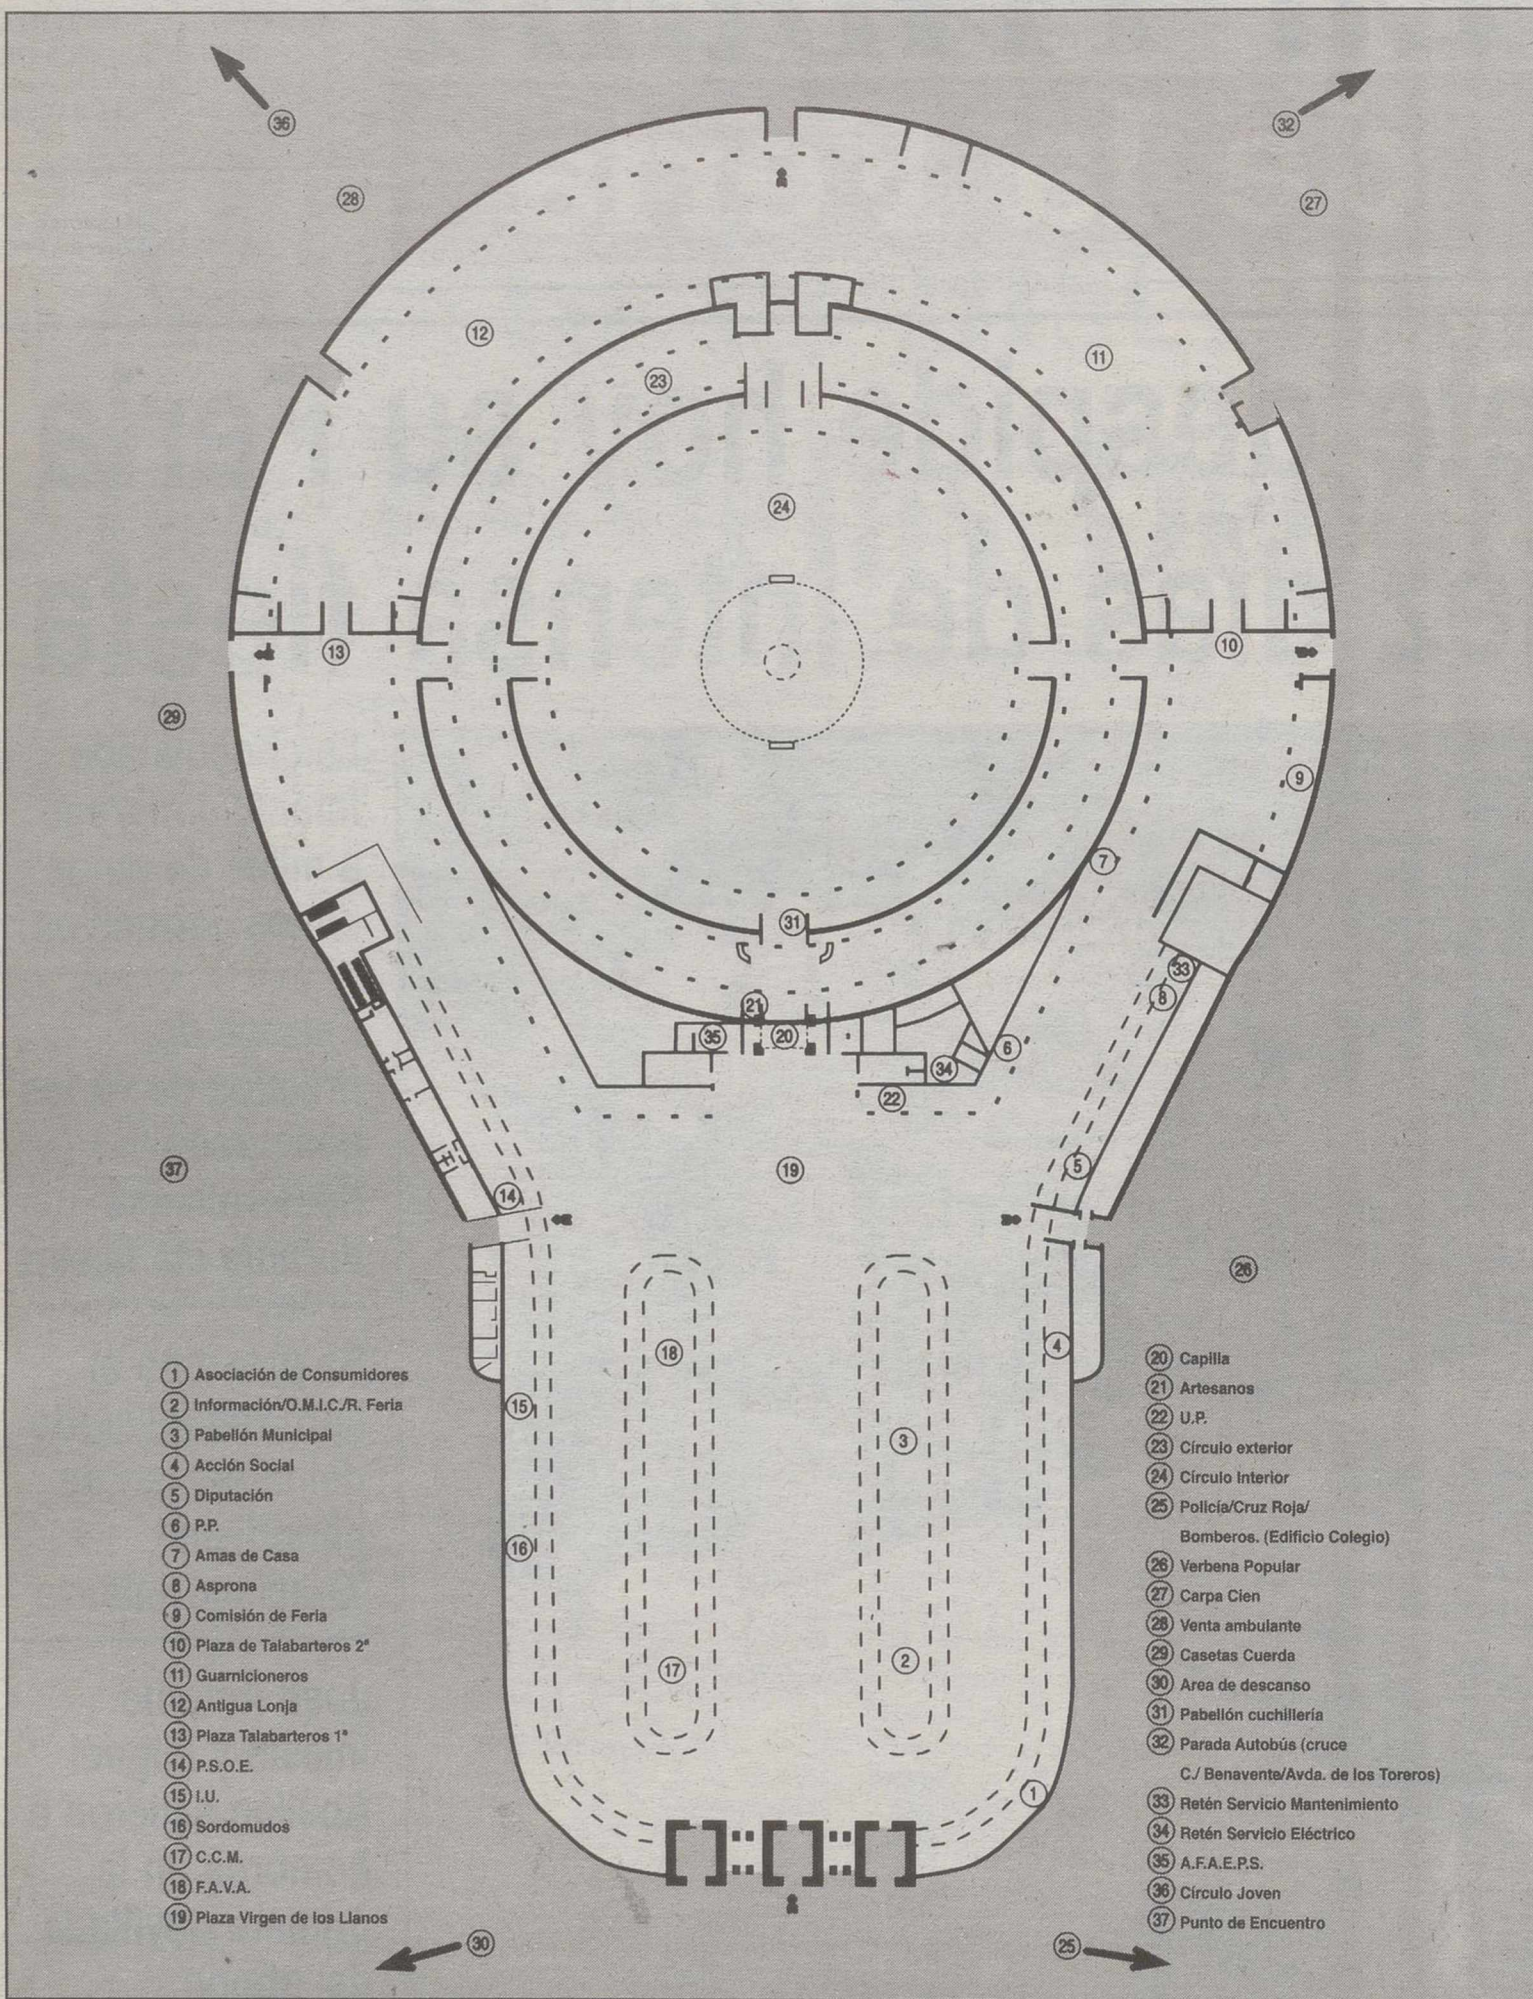 36
32
28
27
12
11
23
24
13
10
29
9
7
31
33
8
21
35
20
6
34
22
37
19
5
14
26
18
4
15
3
16
17
2
1
30
25
1 Asociación de Consumidores
2 Información/O.M.I.C./R. Feria
3 Pabellón Municipal
4 Acción Social
5 Diputación
6 P.P.
7 Amas de Casa
8 Asprona
9 Comisión de Feria
10 Plaza de Talabarteros 2ª
11 Guarnicioneros
12 Antigua Lonja
13 Plaza Talabarteros 1ª
14 P.S.O.E.
15 I.U.
16 Sordomudos
17 C.C.M.
18 F.A.V.A.
19 Plaza Virgen de los Llanos
20 Capilla
21 Artesanos
22 U.P.
23 Círculo exterior
24 Círculo Interior
25 Policía/Cruz Roja/
Bomberos. (Edificio Colegio)
26 Verbena Popular
27 Carpa Cien
28 Venta ambulante
29 Casetas Cuerda
30 Area de descanso
31 Pabellón cuchillería
32 Parada Autobús (cruce
C./ Benavente/Avda. de los Toreros)
33 Retén Servicio Mantenimiento
34 Retén Servicio Eléctrico
35 A.F.A.E.P.S.
36 Círculo Joven
37 Punto de Encuentro